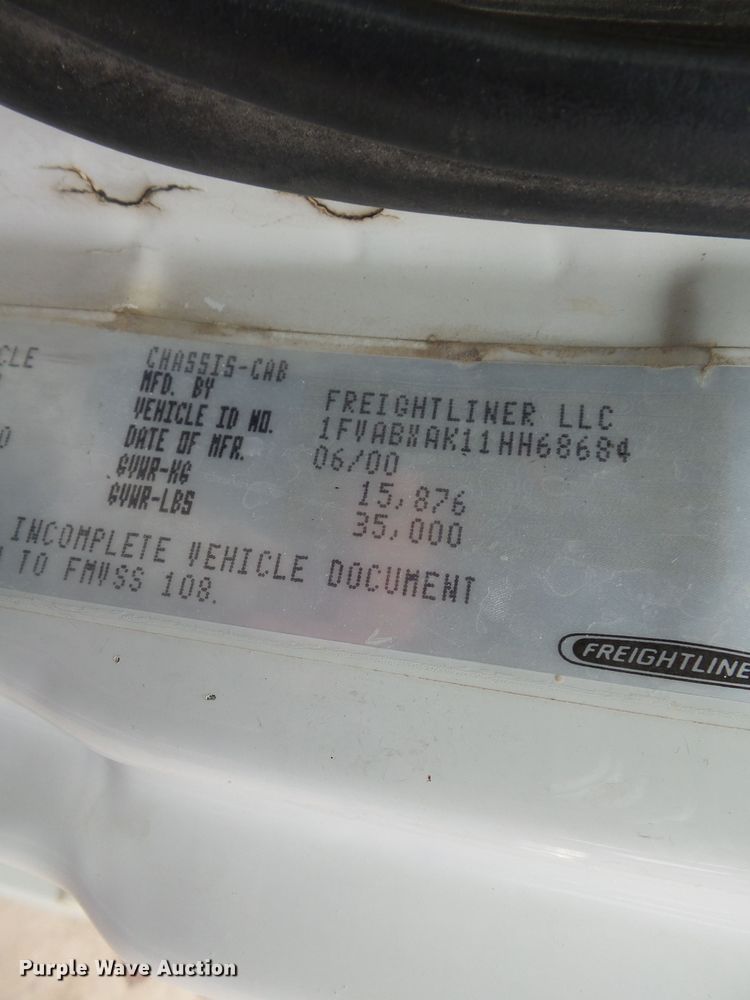 CLE
CHASSIS-CAB
MFD. BY FREIGHTLINER LLC
VEHICLE ID NO. 1FVABXAK11HH68684
DATE OF MFR. 06/00
GVWR-KG 15,876
GVWR-LBS 35,000
INCOMPLETE VEHICLE DOCUMENT
TO FMVSS 108.
FREIGHTLINE
Purple Wave Auction